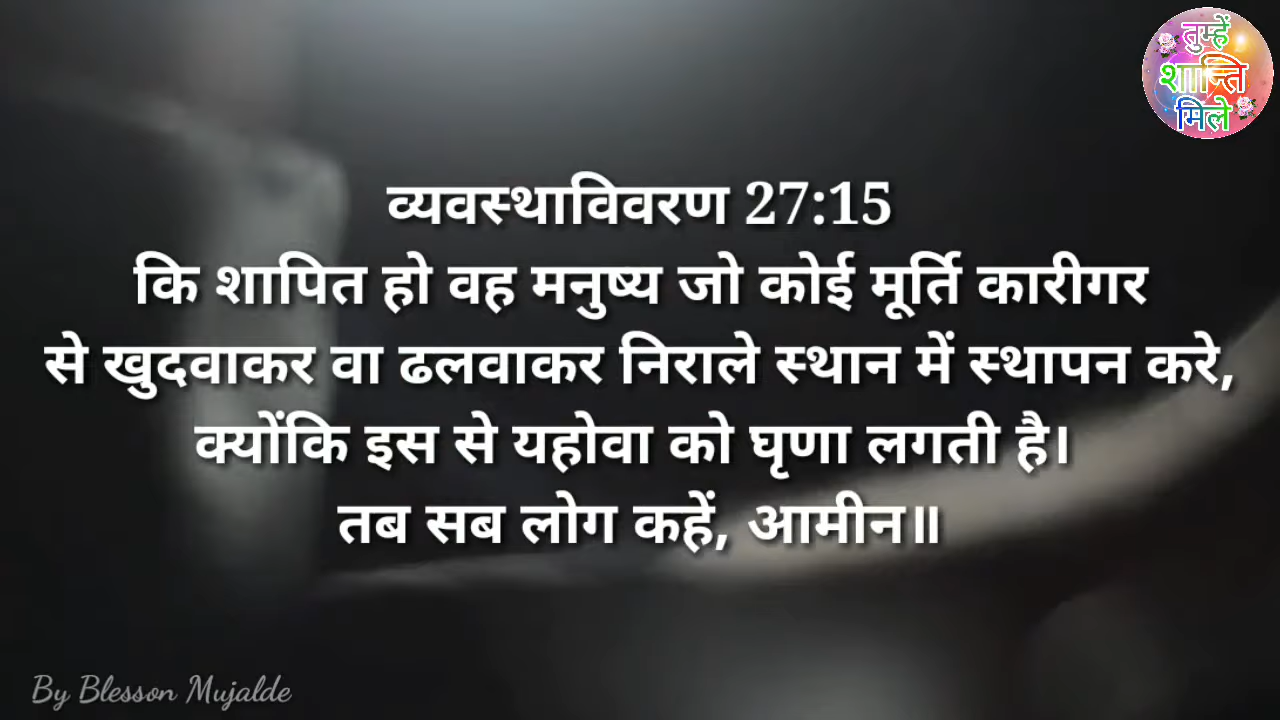 तुम्हें
शान्ति
मिले
व्यवस्थाविवरण 27:15
कि शापित हो वह मनुष्य जो कोई मूर्ति कारीगर
से खुदवाकर वा ढलवाकर निराले स्थान में स्थापन करे,
क्योंकि इस से यहोवा को घृणा लगती है।
तब सब लोग कहें, आमीन॥
By Blesson Mujalde